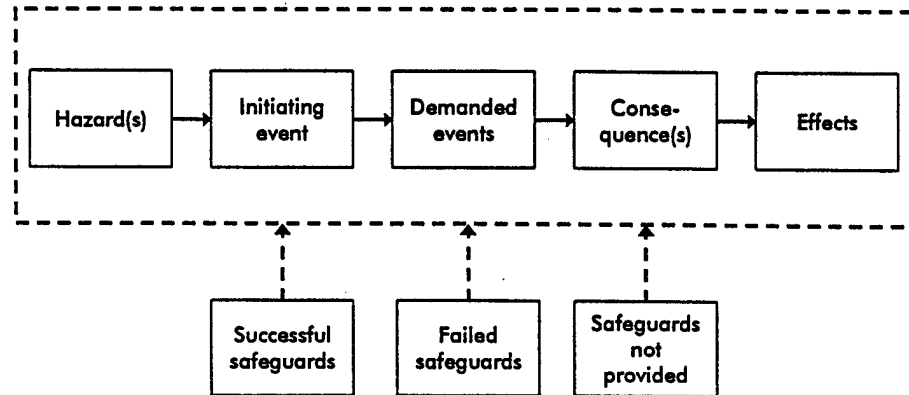 Hazard(s)
Initiating
event
Demanded
events
Conse-
quence(s)
Effects
Successful
safeguards
Failed
safeguards
Safeguards
not
provided